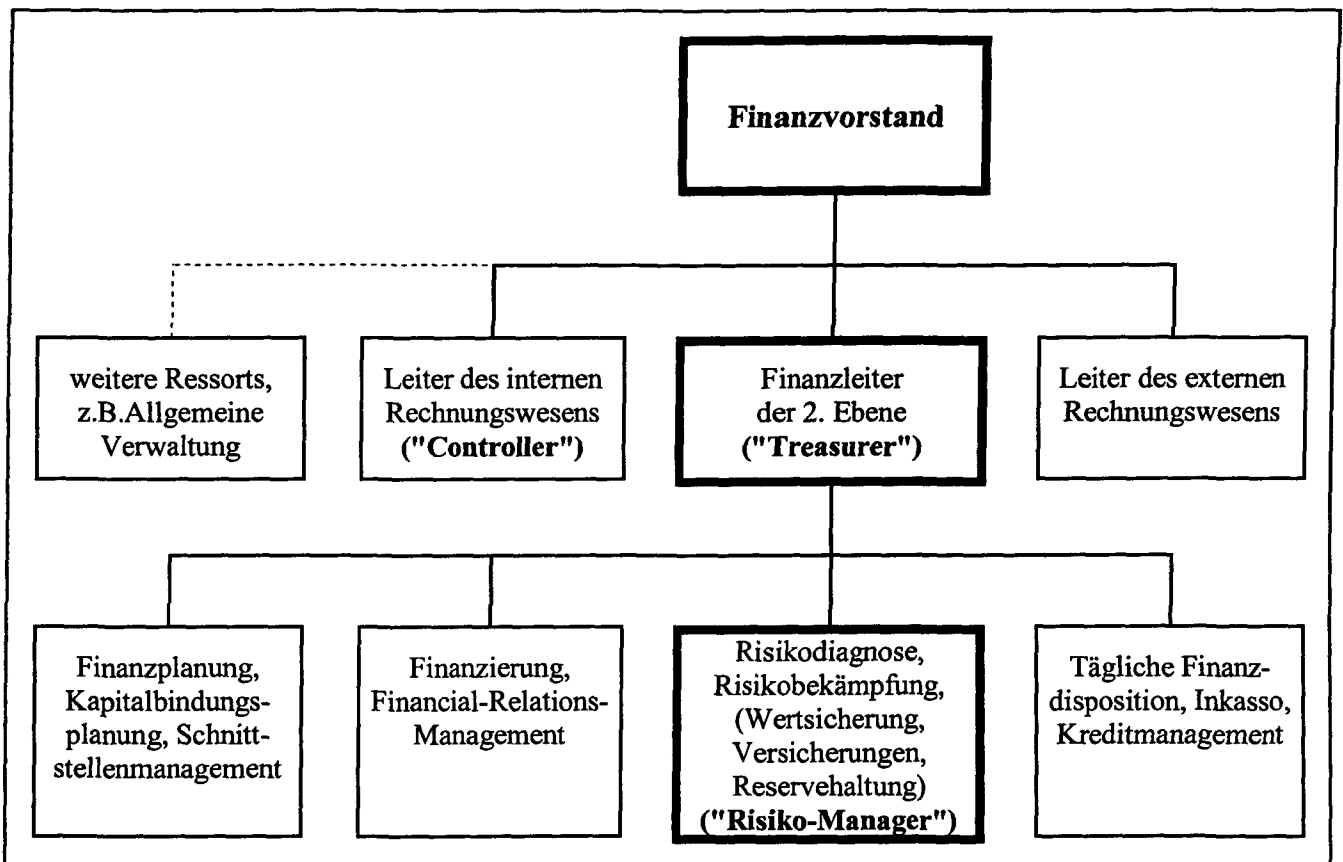 Finanzvorstand
weitere Ressorts,
z.B.Allgemeine
Verwaltung
Leiter des internen
Rechnungswesens
("Controller")
Finanzleiter
der 2. Ebene
("Treasurer")
Leiter des externen
Rechnungswesens
Finanzplanung,
Kapitalbindungs-
planung, Schnitt-
stellenmanagement
Finanzierung,
Financial-Relations-
Management
Risikodiagnose,
Risikobekämpfung,
(Wertsicherung,
Versicherungen,
Reservehaltung)
("Risiko-Manager")
Tägliche Finanz-
disposition, Inkasso,
Kreditmanagement